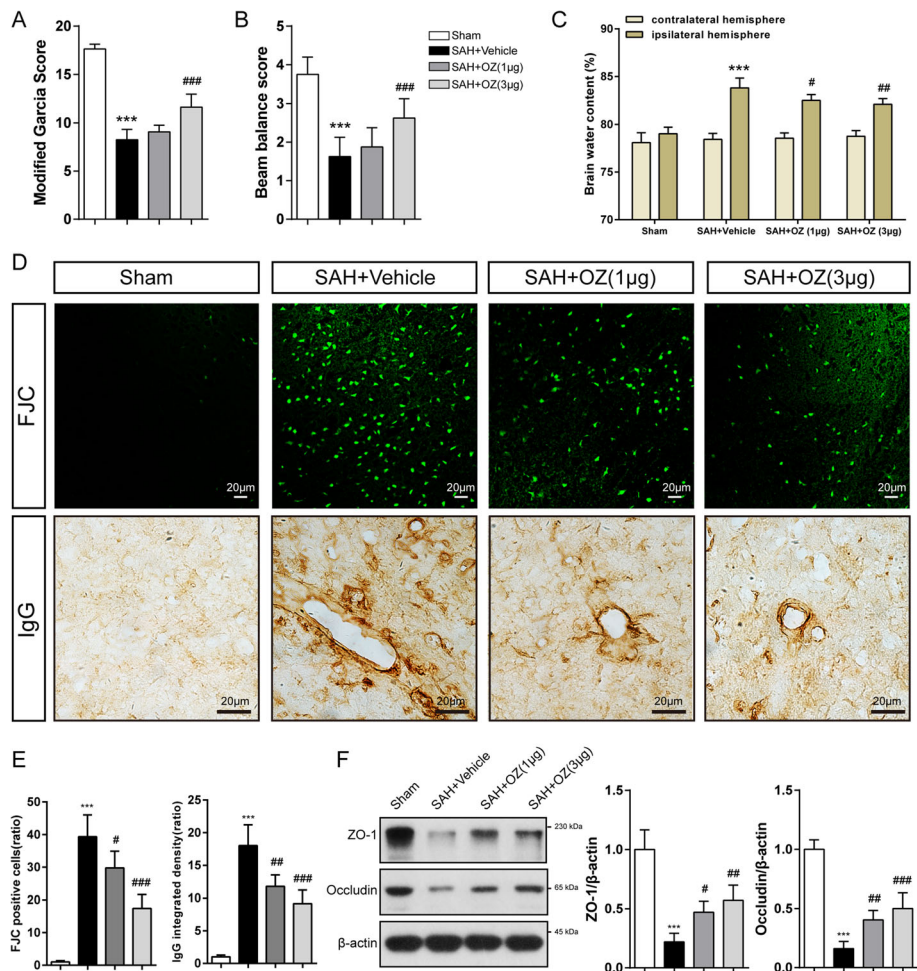 A
Modified Garcia Score
20
15
10
5
0
***
###
B
Beam balance score
5
4
3
2
1
0
***
###
Sham
SAH+Vehicle
SAH+OZ(1μg)
SAH+OZ(3μg)
C
contralateral hemisphere
ipsilateral hemisphere
Brain water content (%)
90
85
80
75
70
***
#
##
Sham
SAH+Vehicle
SAH+OZ (1μg)
SAH+OZ (3μg)
D
Sham
SAH+Vehicle
SAH+OZ(1μg)
SAH+OZ(3μg)
FJC
20μm
20μm
20μm
20μm
IgG
20μm
20μm
20μm
20μm
E
FJC positive cells(ratio)
50
40
30
20
10
0
***
#
###
IgG integrated density(ratio)
25
20
15
10
5
0
***
##
###
F
Sham
SAH+Vehicle
SAH+OZ(1μg)
SAH+OZ(3μg)
ZO-1
230 kDa
Occludin
65 kDa
β-actin
45 kDa
ZO-1/β-actin
1.5
1.0
0.5
0.0
***
#
##
Occludin/β-actin
1.5
1.0
0.5
0.0
***
##
###